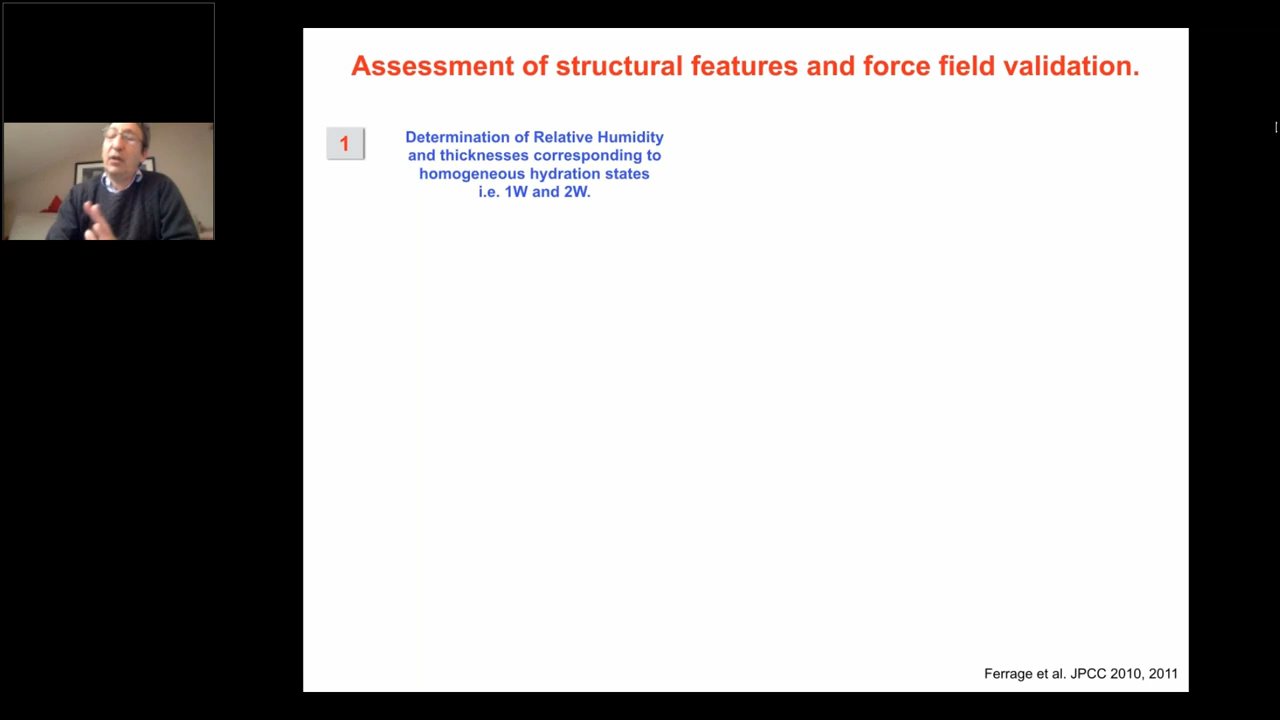 Assessment of structural features and force field validation.
1
Determination of Relative Humidity
and thicknesses corresponding to
homogeneous hydration states
i.e. 1W and 2W.
Ferrage et al. JPCC 2010, 2011